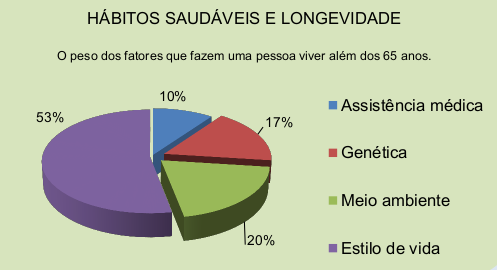 HÁBITOS SAUDÁVEIS E LONGEVIDADE
O peso dos fatores que fazem uma pessoa viver além dos 65 anos.
10%
53%
17%
20%
Assistência médica
Genética
Meio ambiente
Estilo de vida